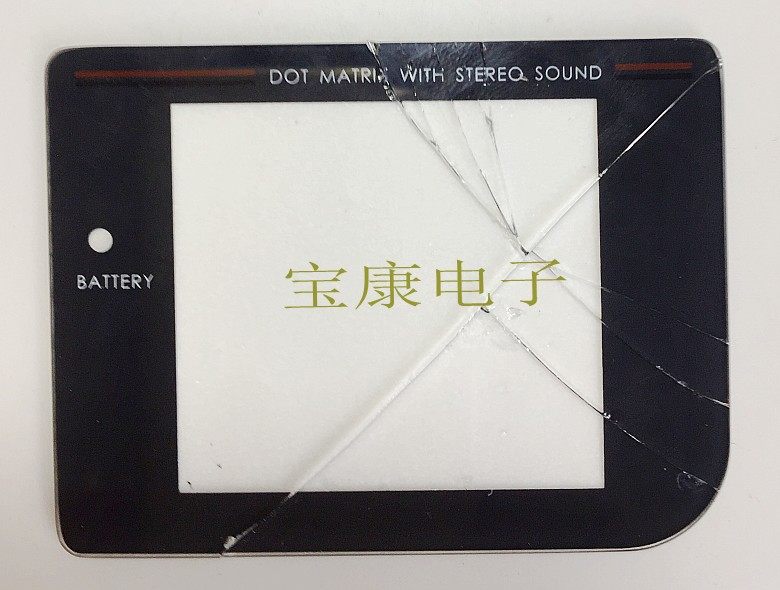 DOT MATRIX WITH STEREO SOUND
BATTERY
宝康电子